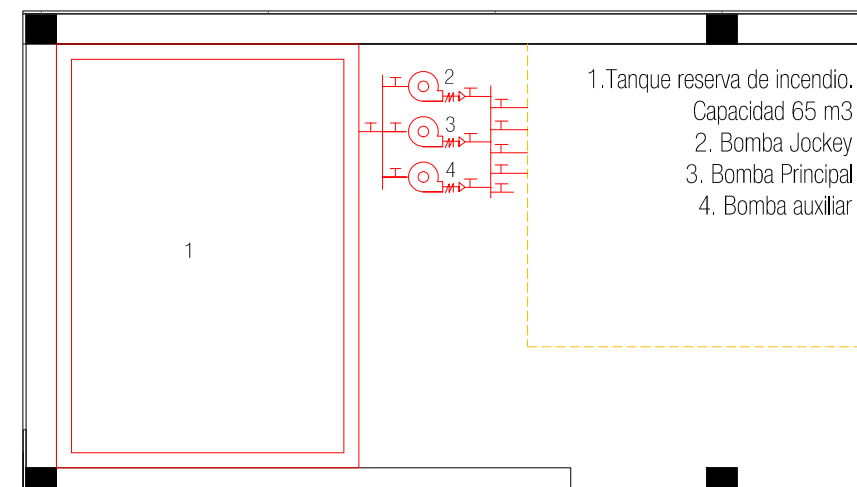 2
3
4
1
1.Tanque reserva de incendio.
Capacidad 65 m3
2. Bomba Jockey
3. Bomba Principal
4. Bomba auxiliar